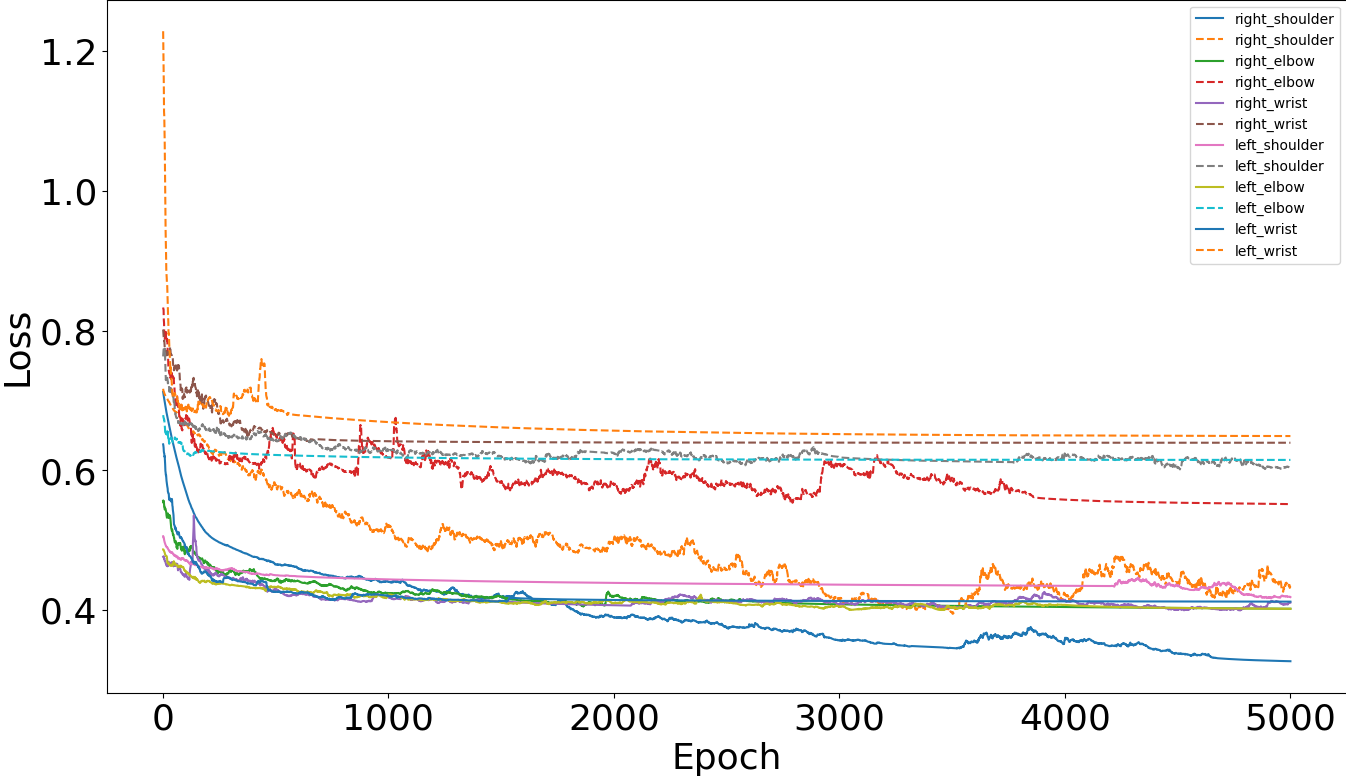 right_shoulder
right_shoulder
right_elbow
right_elbow
right_wrist
right_wrist
left_shoulder
left_shoulder
left_elbow
left_elbow
left_wrist
left_wrist
1.2
1.0
0.8
0.6
0.4
Loss
0 1000 2000 3000 4000 5000
Epoch